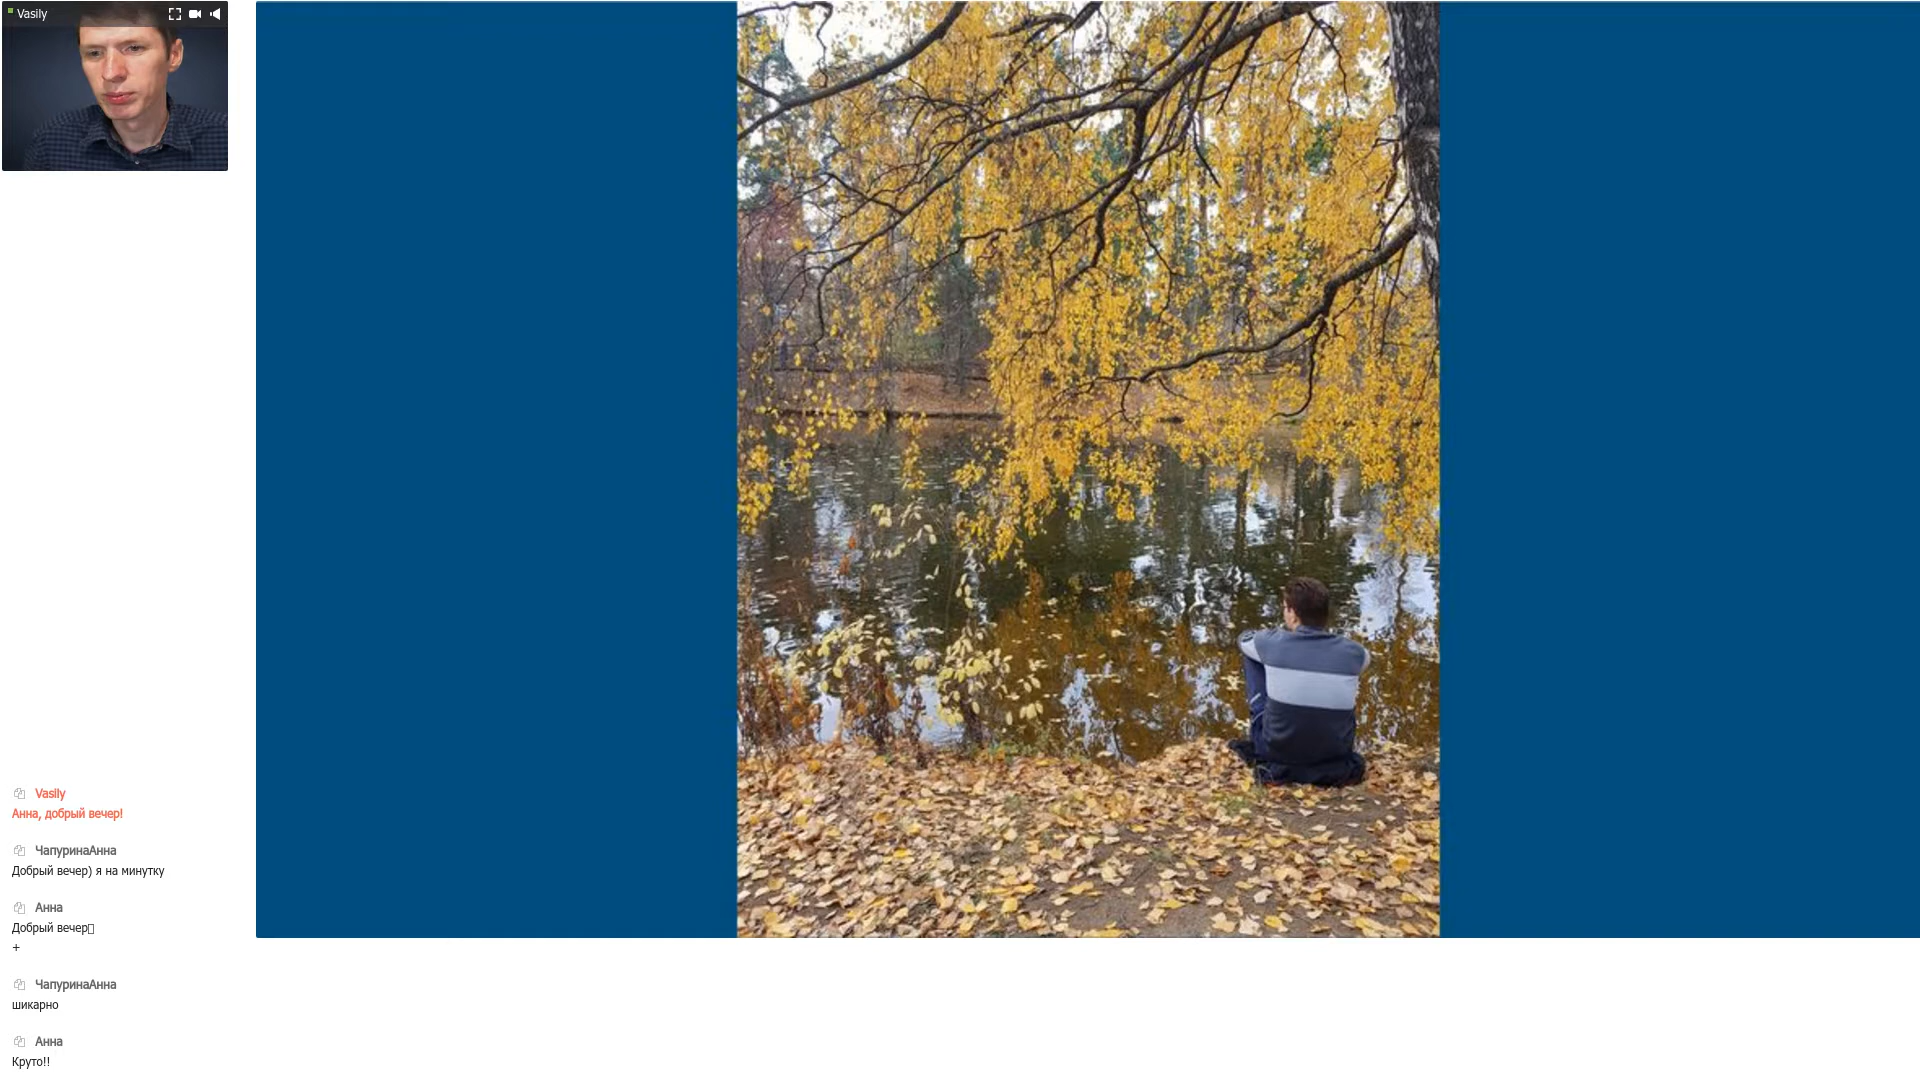 Vasily
Vasily
Анна, добрый вечер!
ЧапуринаАнна
Добрый вечер) я на минутку
Анна
Добрый вечер
+
ЧапуринаАнна
шикарно
Анна
Круто!!